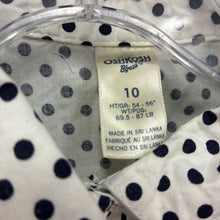 OSHKOSH
B'gosh
10
HT/GR: 54 - 56"
WT/PDS:
69.5 - 87 LB
MADE IN SRI LANKA
FABRIQUÉ AU SRI LANKA
HECHO EN SRI LANKA